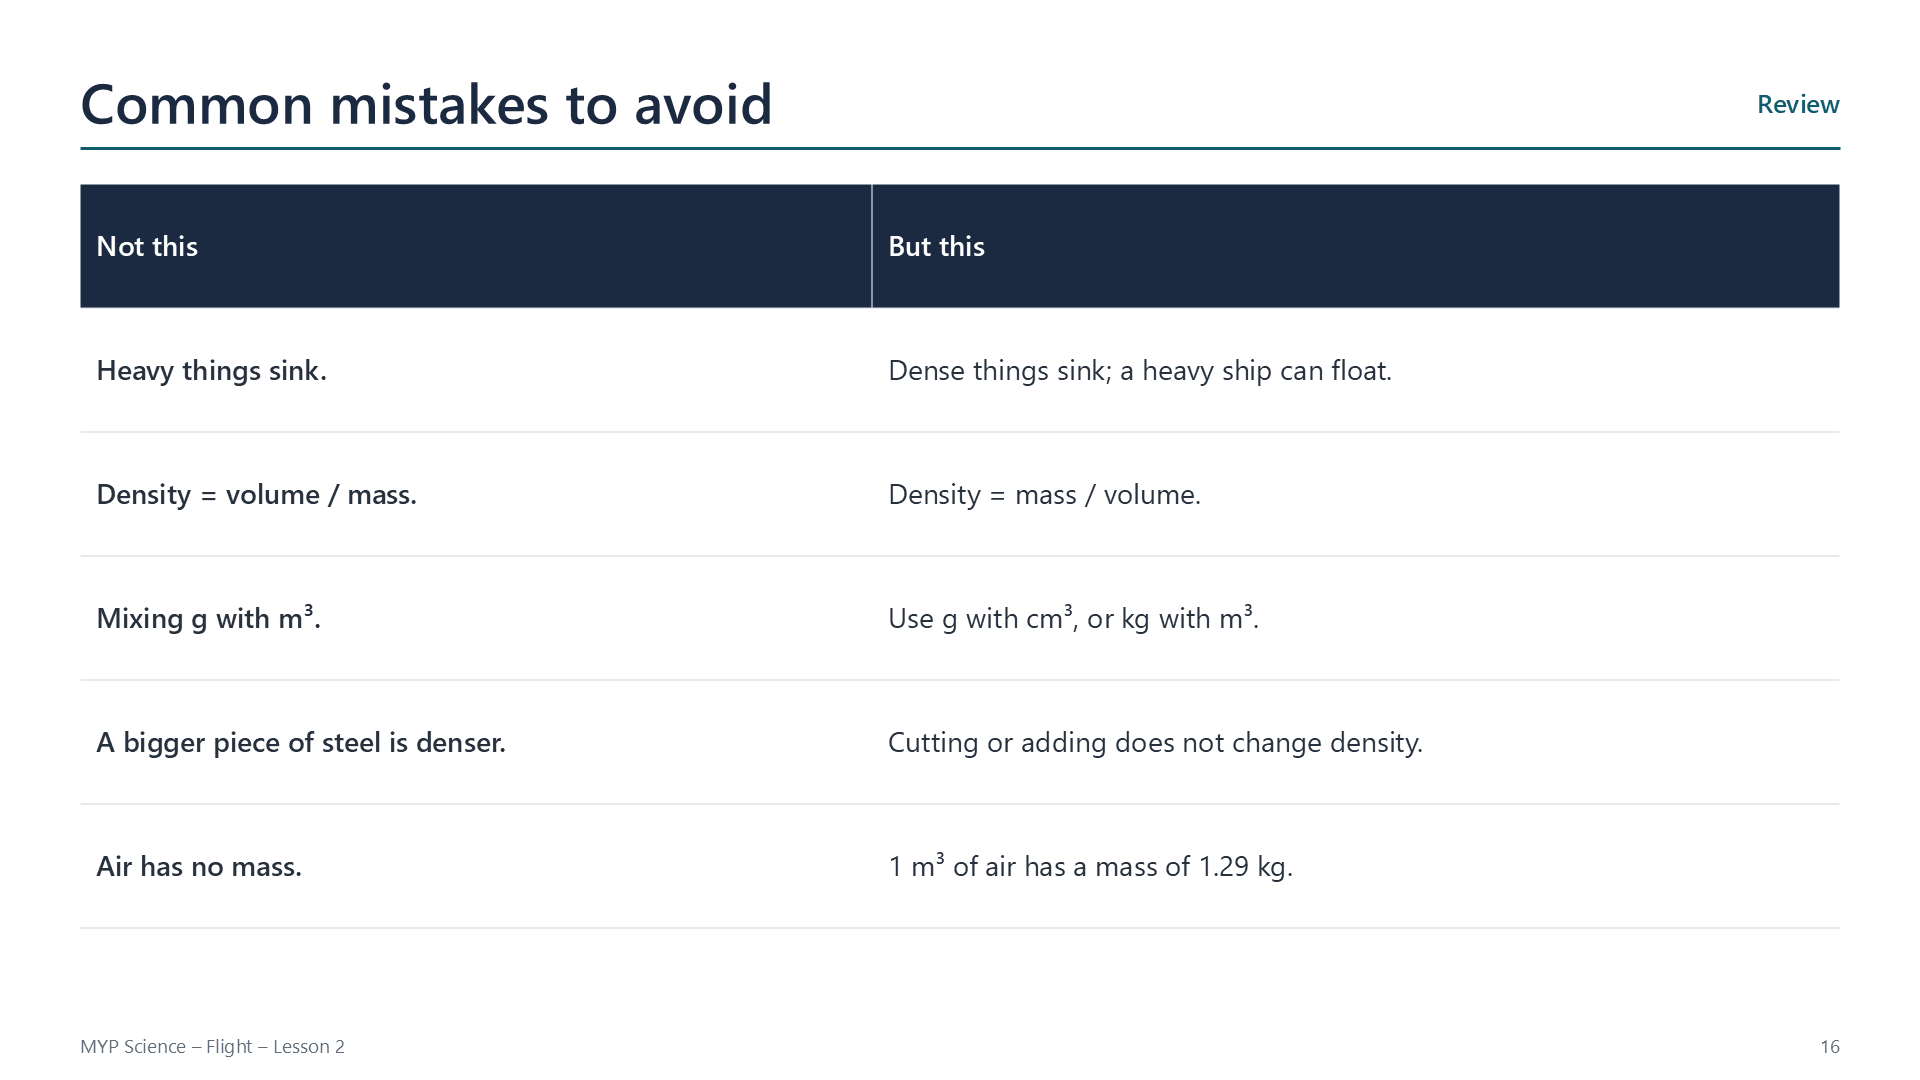 Common mistakes to avoid
Review
Not this
But this
Heavy things sink.
Dense things sink; a heavy ship can float.
Density = volume / mass.
Density = mass / volume.
Mixing g with m³.
Use g with cm³, or kg with m³.
A bigger piece of steel is denser.
Cutting or adding does not change density.
Air has no mass.
1 m³ of air has a mass of 1.29 kg.
MYP Science – Flight – Lesson 2
16